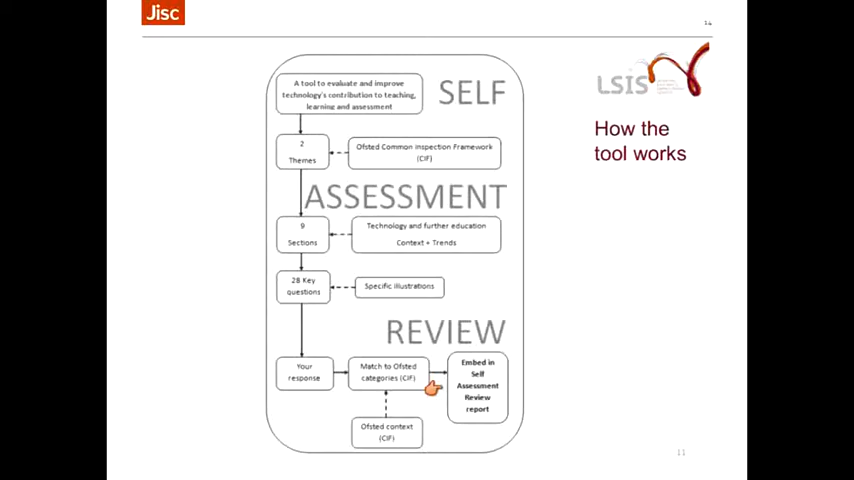 Jisc
A tool to evaluate and improve
technology's contribution to teaching,
learning and assessment
SELF
LSIS
How the
tool works
2
Themes
Ofsted Common Inspection Framework
(CIF)
ASSESSMENT
9
Sections
Technology and further education
Context + Trends
28 Key
questions
Specific illustrations
REVIEW
Your
response
Match to Ofsted
categories (CIF)
Embed in
Self
Assessment
Review
report
Ofsted context
(CIF)
11